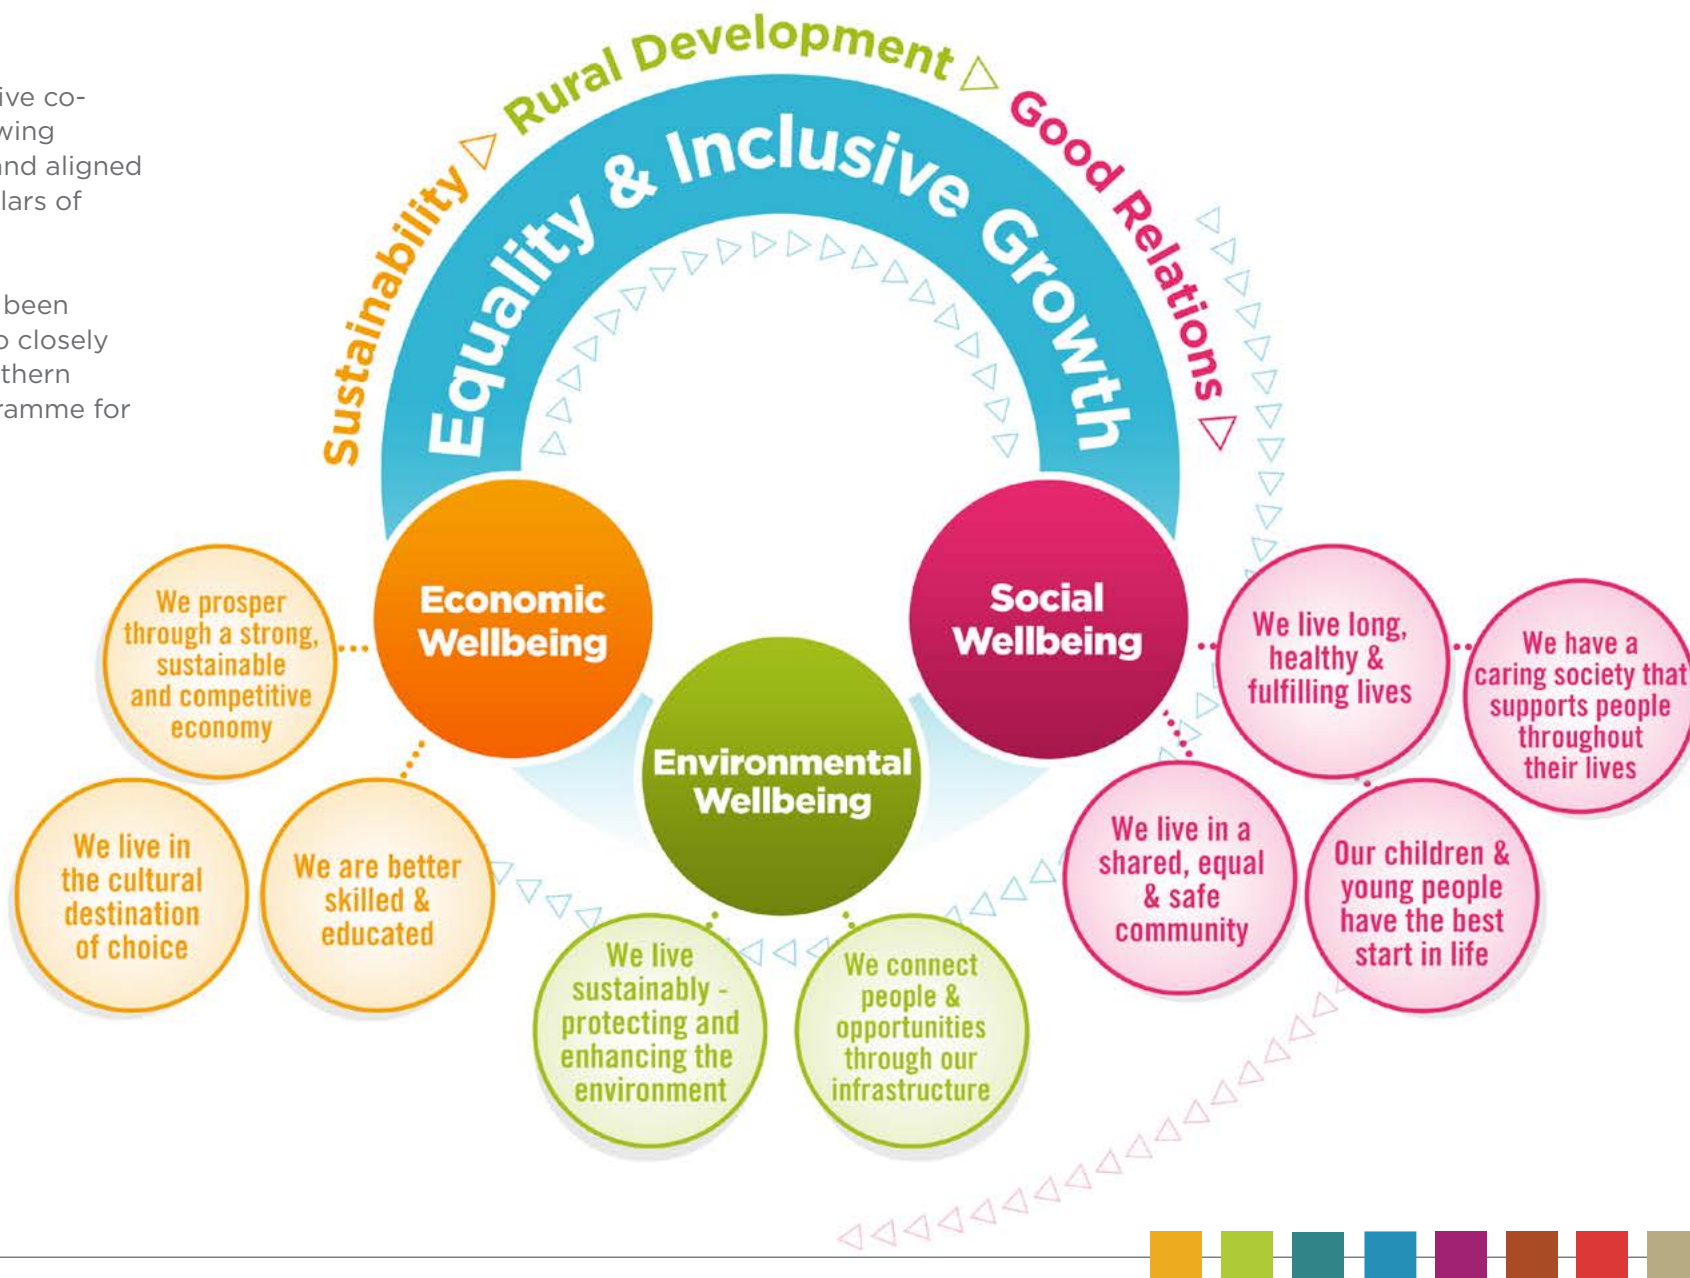 ive co-
wing
and aligned
lars of
been
o closely
thern
ramme for
Sustainability
Rural Development
Good Relations
Equality & Inclusive Growth
Economic
Wellbeing
Environmental
Wellbeing
Social
Wellbeing
We prosper
through a strong,
sustainable
and competitive
economy
We live in
the cultural
destination
of choice
We are better
skilled &
educated
We live
sustainably -
protecting and
enhancing the
environment
We connect
people &
opportunities
through our
infrastructure
We live in a
shared, equal
& safe
community
We live long,
healthy &
fulfilling lives
Our children &
young people
have the best
start in life
We have a
caring society that
supports people
throughout
their lives